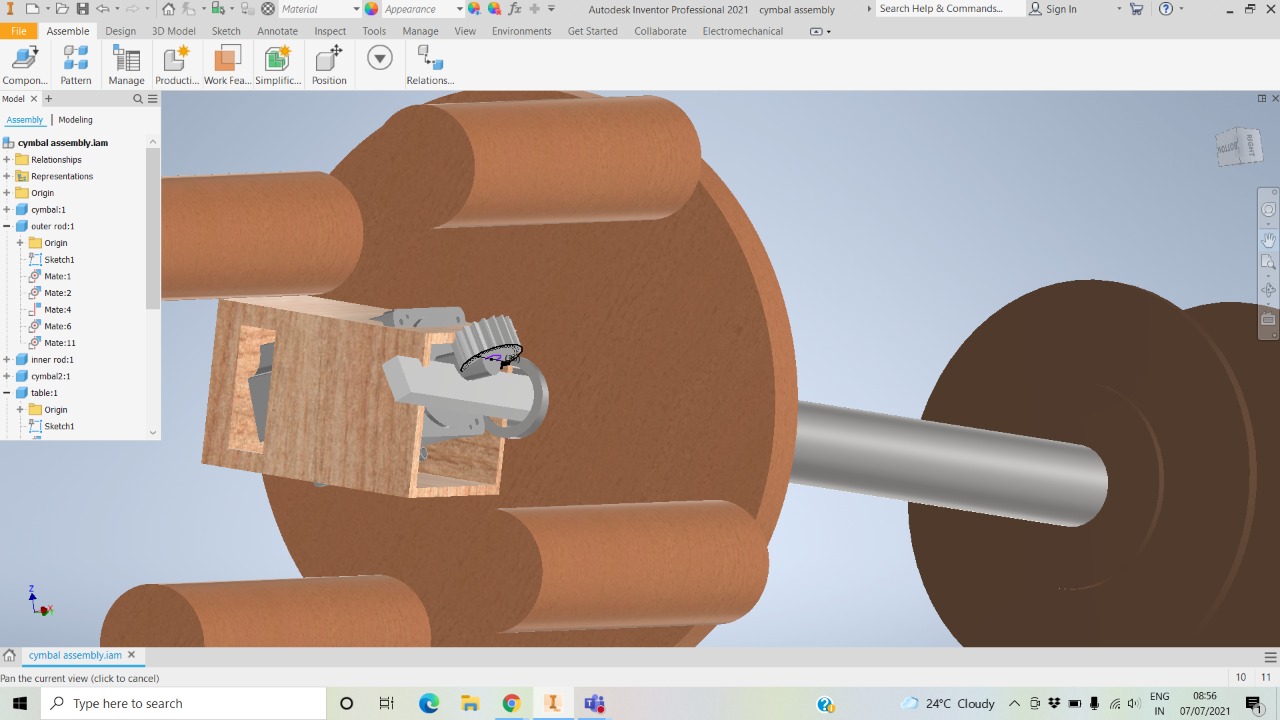 Material
Appearance
fx
Autodesk Inventor Professional 2021 cymbal assembly
Search Help & Commands...
Sign In
File
Assemble
Design
3D Model
Sketch
Annotate
Inspect
Tools
Manage
View
Environments
Get Started
Collaborate
Electromechanical
Compon...
Pattern
Manage
Producti...
Work Fea...
Simplific...
Position
Relations...
Model
Assembly
Modeling
cymbal assembly.iam
Relationships
Representations
Origin
cymbal:1
outer rod:1
Origin
Sketch1
Mate:1
Mate:2
Mate:4
Mate:6
Mate:11
inner rod:1
cymbal2:1
table:1
Origin
Sketch1
BOTTOM
RIGHT
Z
X
cymbal assembly.iam
Pan the current view (click to cancel)
10 11
Type here to search
24°C Cloudy
ENG
IN
08:56
07/07/2021
1